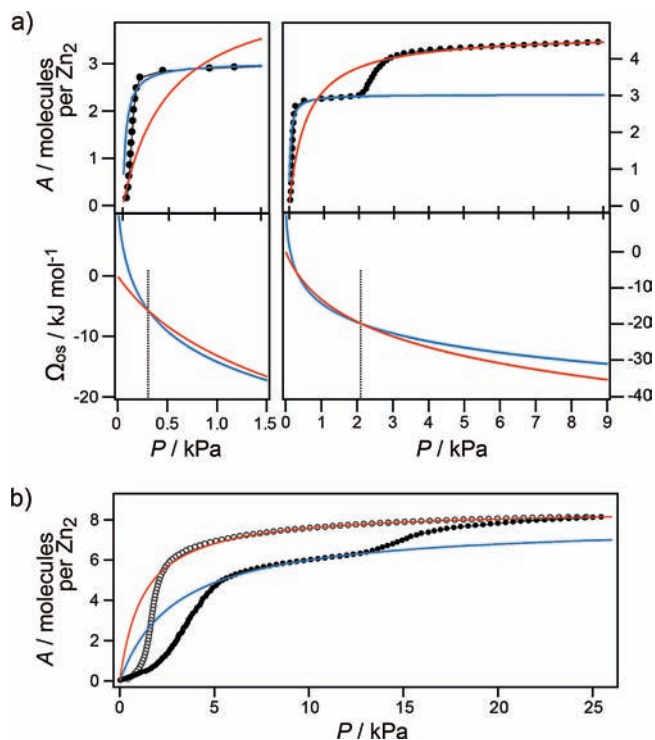 a)
A / molecules
per Zn2
3
2
1
0
4
3
2
1
0
Ωos / kJ mol-1
0
-10
-20
0
-10
-20
-30
-40
0 0.5 1.0 1.5
0 1 2 3 4 5 6 7 8 9
P / kPa
P / kPa
b)
A / molecules
per Zn2
8
6
4
2
0
0 5 10 15 20 25
P / kPa